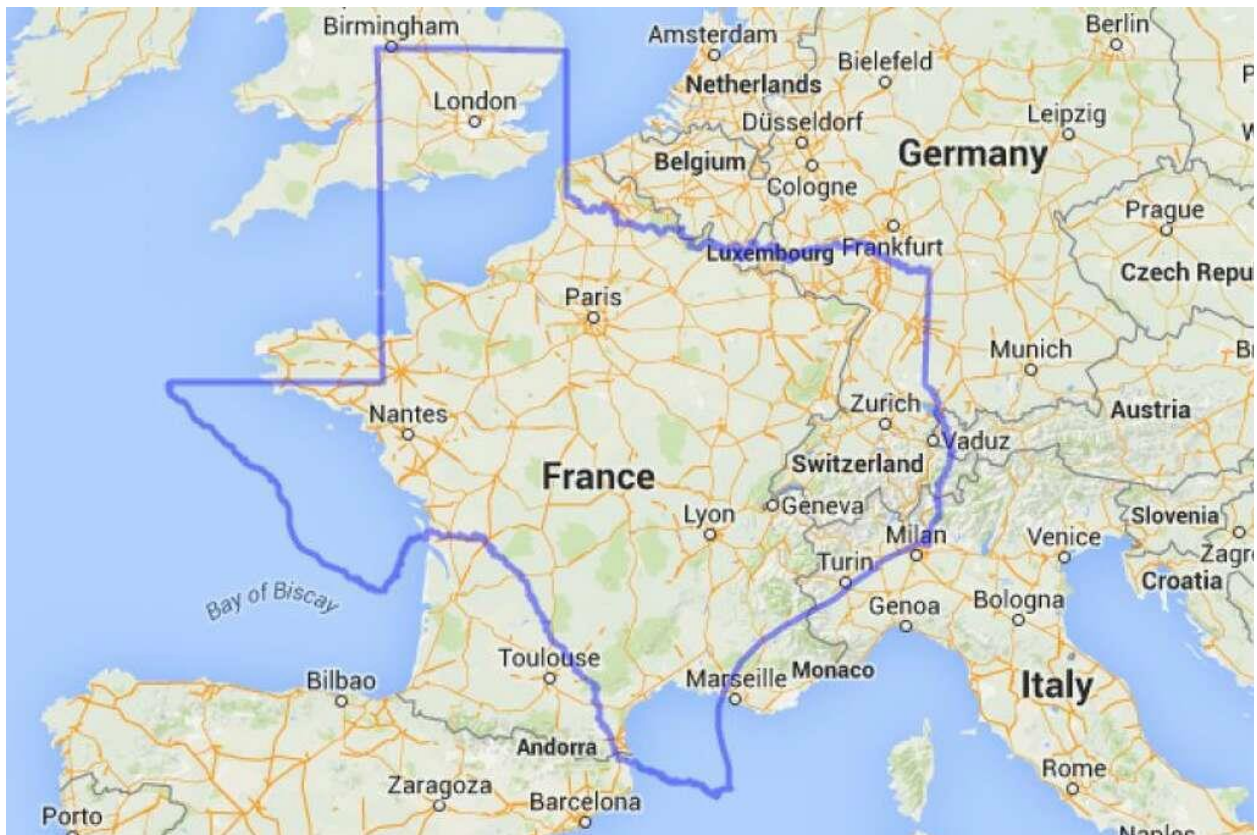 Birmingham
Amsterdam
Berlin
Bielefeld
Netherlands
London
Leipzig
Düsseldorf
Germany
Belgium
Cologne
Prague
Frankfurt
Luxembourg
Czech Repu
Paris
Munich
Zurich
Austria
Nantes
Vaduz
Switzerland
France
Geneva
Lyon
Slovenia
Milan
Venice
Zagre
Turin
Croatia
Bay of Biscay
Genoa
Bologna
Toulouse
Marseille
Monaco
Bilbao
Italy
Andorra
Rome
Zaragoza
Barcelona
Porto